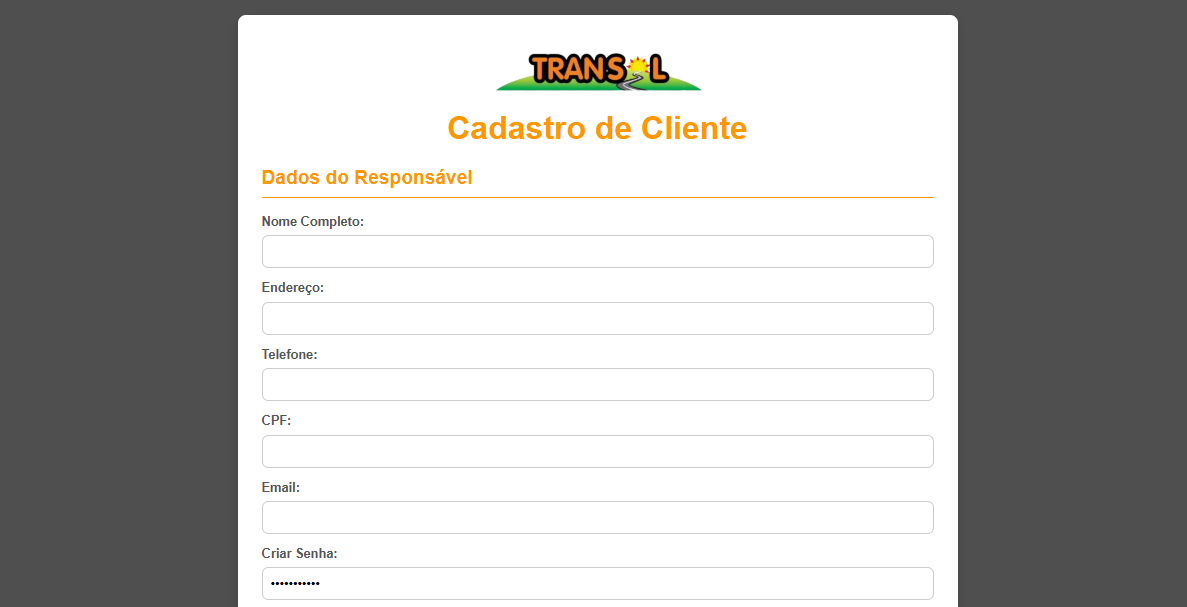 TRANSOL
Cadastro de Cliente
Dados do Responsável
Nome Completo:
Endereço:
Telefone:
CPF:
Email:
Criar Senha:
•••••••••••